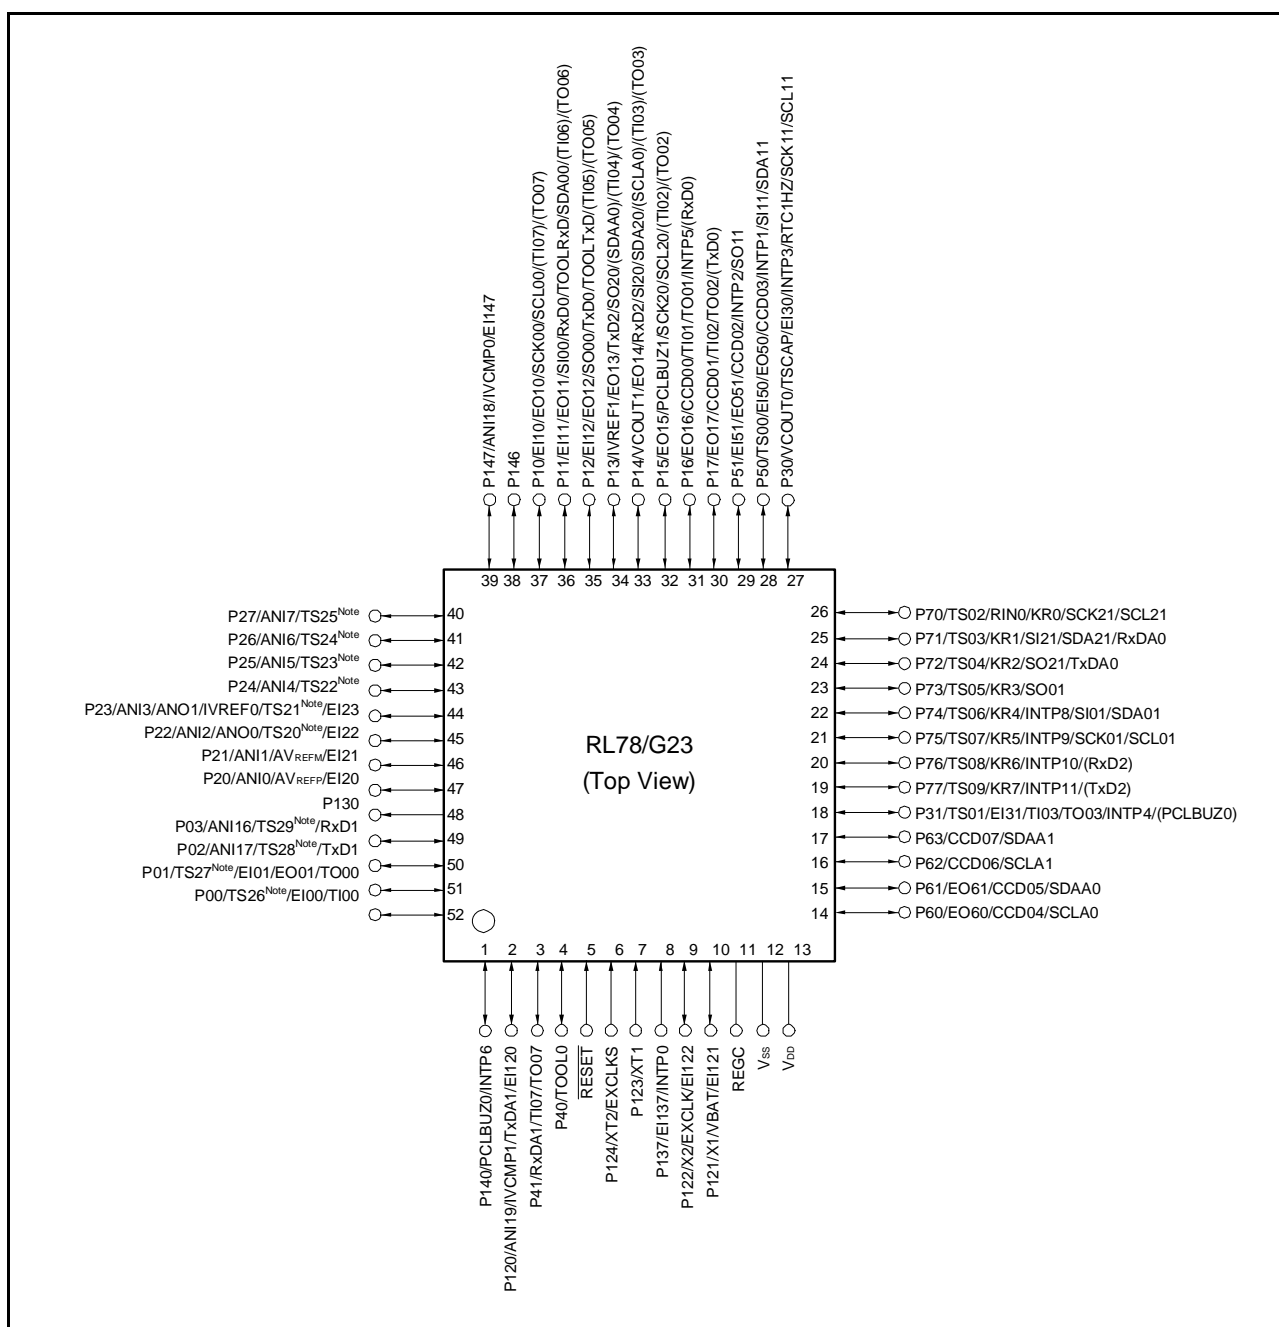 P147/ANI18/IVCMP0/EI147
P146
P10/EI10/EO10/SCK00/SCL00/(TI07)/(TO07)
P11/EI11/EO11/SI00/RxD0/TOOLRxD/SDA00/(TI06)/(TO06)
P12/EI12/EO12/SO00/TxD0/TOOLTxD/(TI05)/(TO05)
P13/IVREF1/EO13/TxD2/SO20/(SDAA0)/(TI04)/(TO04)
P14/VCOUT1/EO14/RxD2/SI20/SDA20/(SCLA0)/(TI03)/(TO03)
P15/EO15/PCLBUZ1/SCK20/SCL20/(TI02)/(TO02)
P16/EO16/CCD00/TI01/TO01/INTP5/(RxD0)
P17/EO17/CCD01/TI02/TO02/(TxD0)
P51/EI51/EO51/CCD02/INTP2/SO11
P50/TS00/EI50/EO50/CCD03/INTP1/SI11/SDA11
P30/VCOUT0/TSCAP/EI30/INTP3/RTC1HZ/SCK11/SCL11
39 38 37 36 35 34 33 32 31 30 29 28 27
P27/ANI7/TS25Note
40
P26/ANI6/TS24Note
41
P25/ANI5/TS23Note
42
P24/ANI4/TS22Note
43
P23/ANI3/ANO1/IVREF0/TS21Note/EI23
44
P22/ANI2/ANO0/TS20Note/EI22
45
P21/ANI1/AVREFM/EI21
46
P20/ANI0/AVREFP/EI20
47
P130
48
P03/ANI16/TS29Note/RxD1
49
P02/ANI17/TS28Note/TxD1
50
P01/TS27Note/EI01/EO01/TO00
51
P00/TS26Note/EI00/TI00
52
RL78/G23
(Top View)
26 P70/TS02/RIN0/KR0/SCK21/SCL21
25 P71/TS03/KR1/SI21/SDA21/RxDA0
24 P72/TS04/KR2/SO21/TxDA0
23 P73/TS05/KR3/SO01
22 P74/TS06/KR4/INTP8/SI01/SDA01
21 P75/TS07/KR5/INTP9/SCK01/SCL01
20 P76/TS08/KR6/INTP10/(RxD2)
19 P77/TS09/KR7/INTP11/(TxD2)
18 P31/TS01/EI31/TI03/TO03/INTP4/(PCLBUZ0)
17 P63/CCD07/SDAA1
16 P62/CCD06/SCLA1
15 P61/EO61/CCD05/SDAA0
14 P60/EO60/CCD04/SCLA0
1 2 3 4 5 6 7 8 9 10 11 12 13
P140/PCLBUZ0/INTP6
P120/ANI19/IVCMP1/TxDA1/EI120
P41/RxDA1/TI07/TO07
P40/TOOL0
RESET
P124/XT2/EXCLKS
P123/XT1
P137/EI137/INTP0
P122/X2/EXCLK/EI122
P121/X1/VBAT/EI121
REGC
VSS
VDD